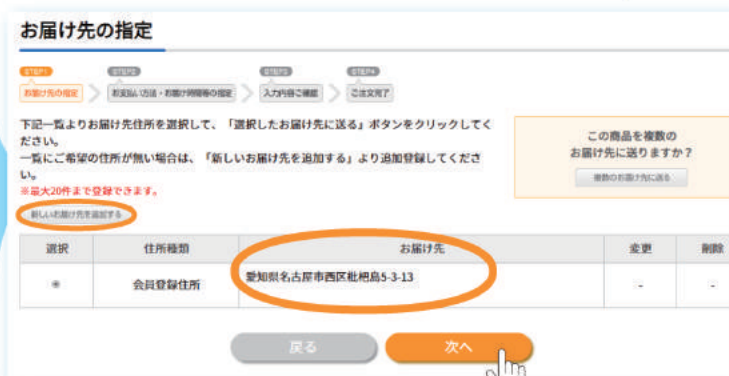 お届け先の指定
STEP1 STEP2 STEP3 STEP4
お届け先の指定 お支払い方法・お届け時間等の指定 入力内容ご確認 ご注文完了
下記一覧よりお届け先住所を選択して、「選択したお届け先に送る」ボタンをクリックしてく
ださい。
一覧にご希望の住所が無い場合は、「新しいお届け先を追加する」より追加登録してくださ
い。
※最大20件まで登録できます。
この商品を複数の
お届け先に送りますか？
複数のお届け先に送る
新しいお届け先を追加する
選択 住所種類 お届け先 変更 削除
会員登録住所 愛知県名古屋市西区枇杷島5-3-13 - -
戻る 次へ